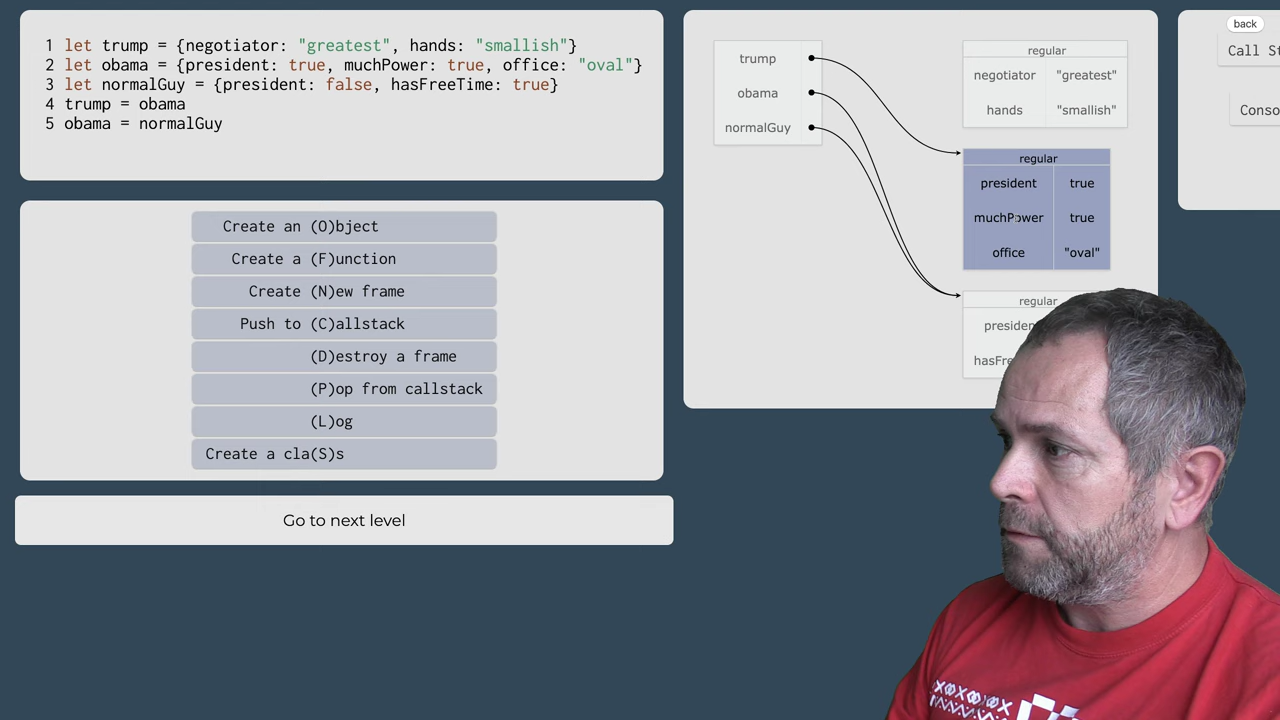 1 let trump = {negotiator: "greatest", hands: "smallish"}
2 let obama = {president: true, muchPower: true, office: "oval"}
3 let normalGuy = {president: false, hasFreeTime: true}
4 trump = obama
5 obama = normalGuy
Create an (O)bject
Create a (F)unction
Create (N)ew frame
Push to (C)allstack
(D)estroy a frame
(P)op from callstack
(L)og
Create a cla(S)s
Go to next level
trump
obama
normalGuy
regular
negotiator "greatest"
hands "smallish"
regular
president true
muchPower true
office "oval"
regular
back
Call